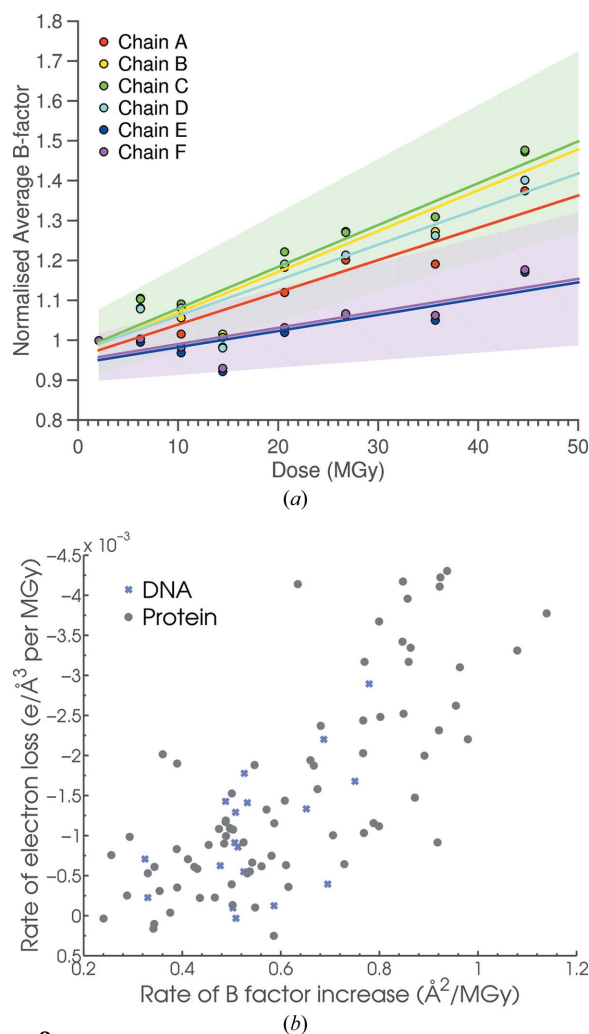 1.8
1.7
1.6
1.5
1.4
1.3
1.2
1.1
1
0.9
0.8
Normalised Average B-factor
Chain A
Chain B
Chain C
Chain D
Chain E
Chain F
0 10 20 30 40 50
Dose (MGy)
(a)
x 10⁻³
−4.5
−4
−3.5
−3
−2.5
−2
−1.5
−1
−0.5
0
0.5
Rate of electron loss (e/Å³ per MGy)
DNA
Protein
0.2 0.4 0.6 0.8 1 1.2
Rate of B factor increase (Å²/MGy)
(b)